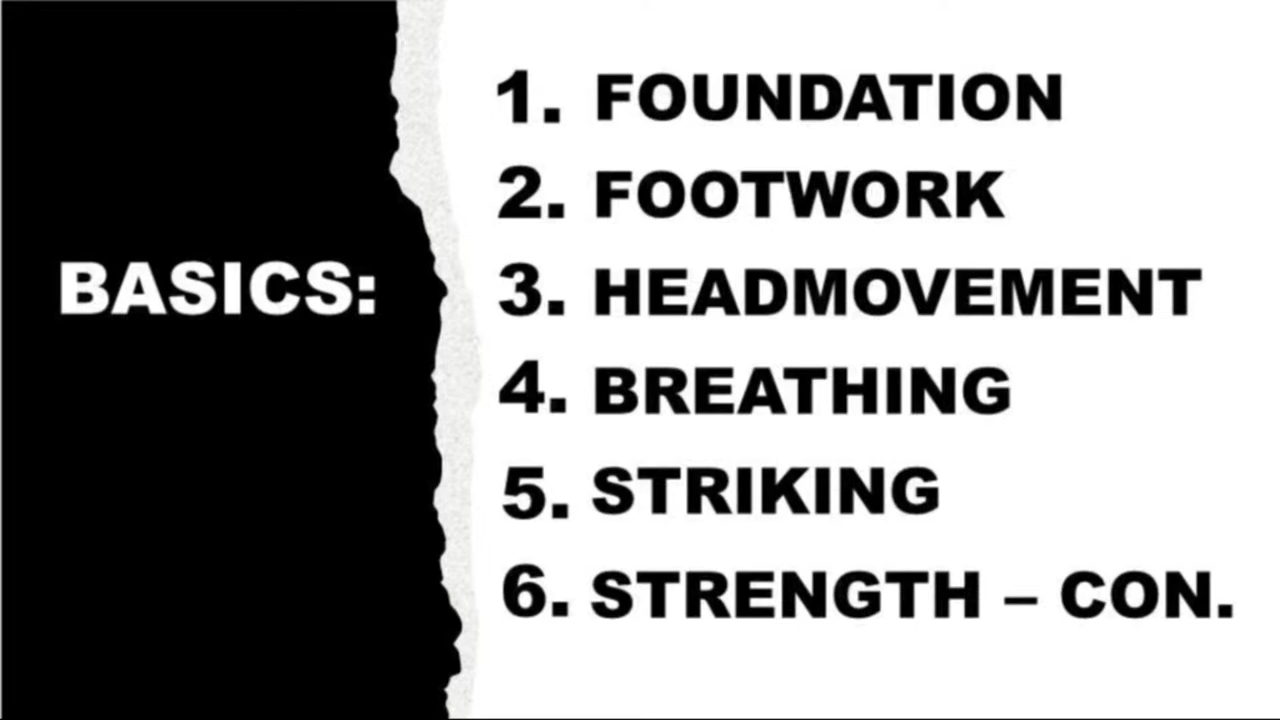 BASICS:
1. FOUNDATION
2. FOOTWORK
3. HEADMOVEMENT
4. BREATHING
5. STRIKING
6. STRENGTH – CON.